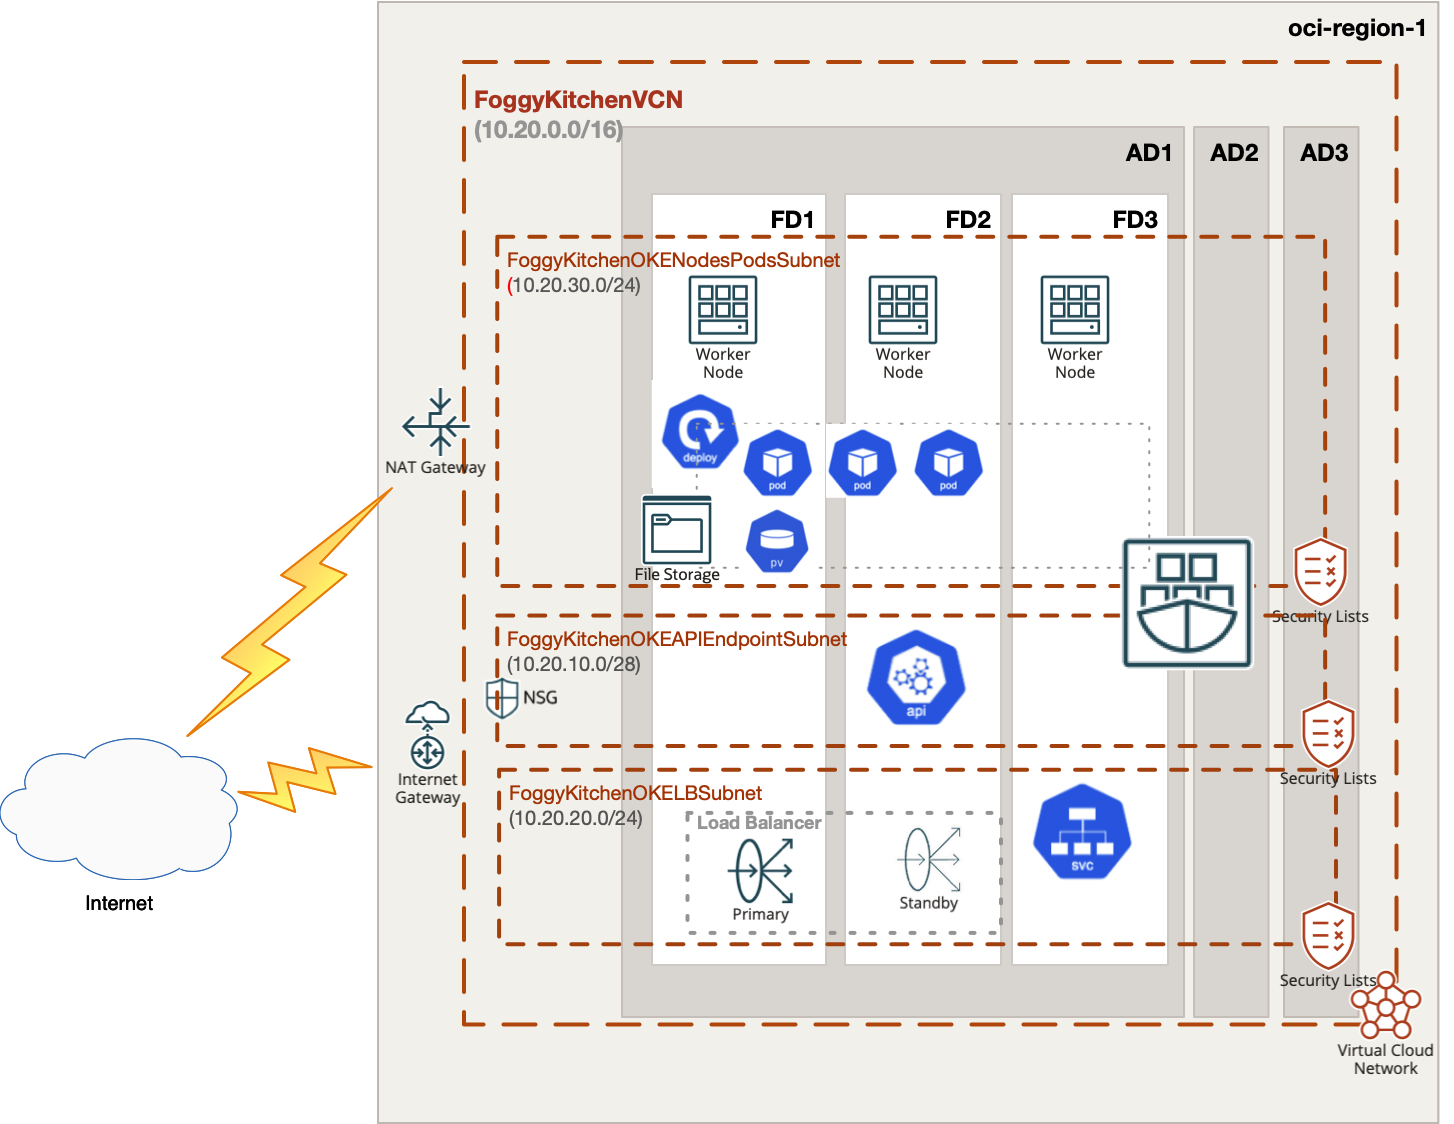 oci-region-1
FoggyKitchenVCN
(10.20.0.0/16)
AD1
AD2
AD3
FD1
FD2
FD3
FoggyKitchenOKENodesPodsSubnet
(10.20.30.0/24)
Worker
Node
Worker
Node
Worker
Node
deploy
pod
pod
pod
NAT Gateway
pv
File Storage
Security Lists
FoggyKitchenOKEAPIEndpointSubnet
(10.20.10.0/28)
NSG
api
Internet
Gateway
Security Lists
FoggyKitchenOKELBSubnet
(10.20.20.0/24)
Load Balancer
Primary
Standby
svc
Internet
Security Lists
Virtual Cloud
Network